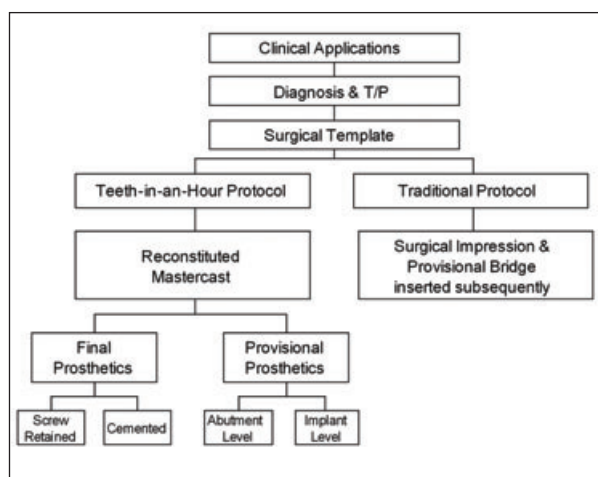 Clinical Applications
Diagnosis & T/P
Surgical Template
Teeth-in-an-Hour Protocol
Traditional Protocol
Reconstituted
Mastercast
Surgical Impression &
Provisional Bridge
inserted subsequently
Final
Prosthetics
Provisional
Prosthetics
Screw
Retained
Cemented
Abutment
Level
Implant
Level